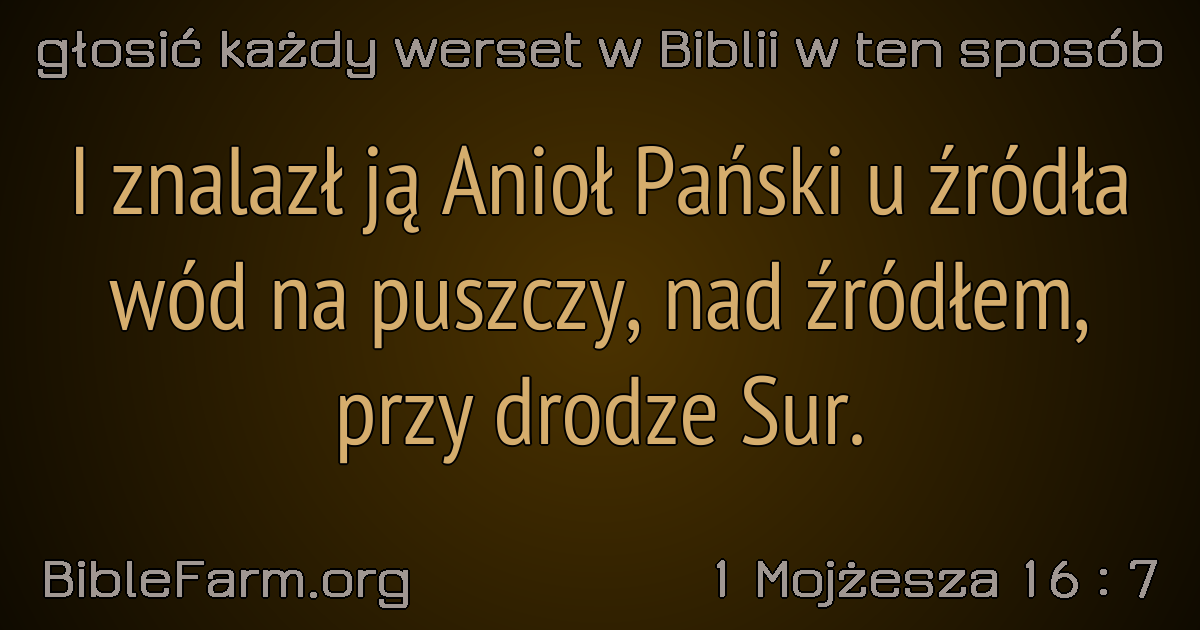 głosić każdy werset w Biblii w ten sposób
I znalazł ją Anioł Pański u źródła
wód na puszczy, nad źródłem,
przy drodze Sur.
BibleFarm.org
1 Mojżesza 16 : 7